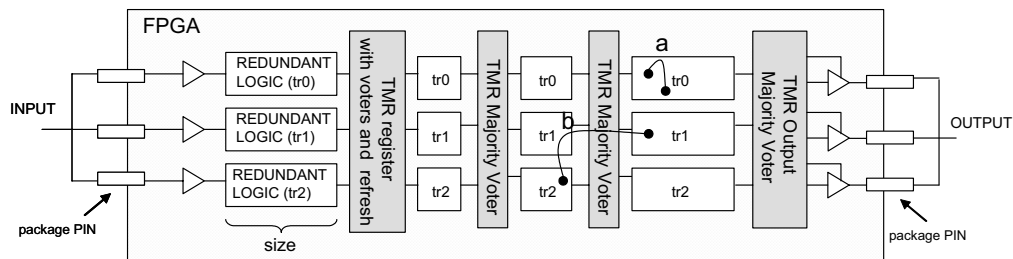 FPGA
a
REDUNDANT
LOGIC (tr0)
tr0
tr0
tr0
INPUT
REDUNDANT
LOGIC (tr1)
TMR register
with voters and refresh
tr1
TMR Majority
Voter
tr1
b
TMR Majority
Voter
tr1
TMR Output
Majority Voter
OUTPUT
REDUNDANT
LOGIC (tr2)
tr2
tr2
tr2
package PIN
size
package PIN